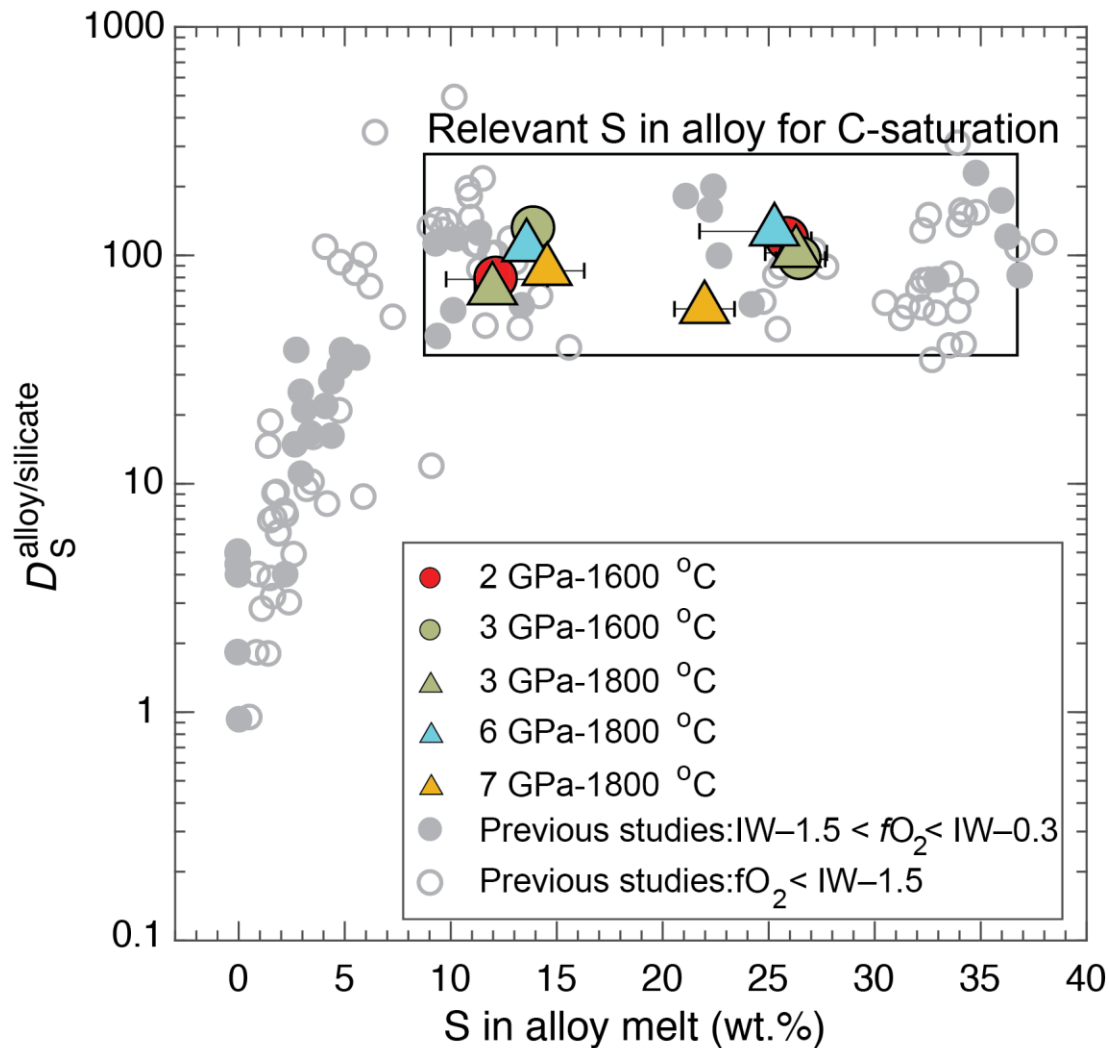 1000
100
10
1
0.1
D_S^alloy/silicate
Relevant S in alloy for C-saturation
2 GPa-1600 °C
3 GPa-1600 °C
3 GPa-1800 °C
6 GPa-1800 °C
7 GPa-1800 °C
Previous studies:IW–1.5 < fO₂< IW–0.3
Previous studies:fO₂< IW–1.5
0 5 10 15 20 25 30 35 40
S in alloy melt (wt.%)